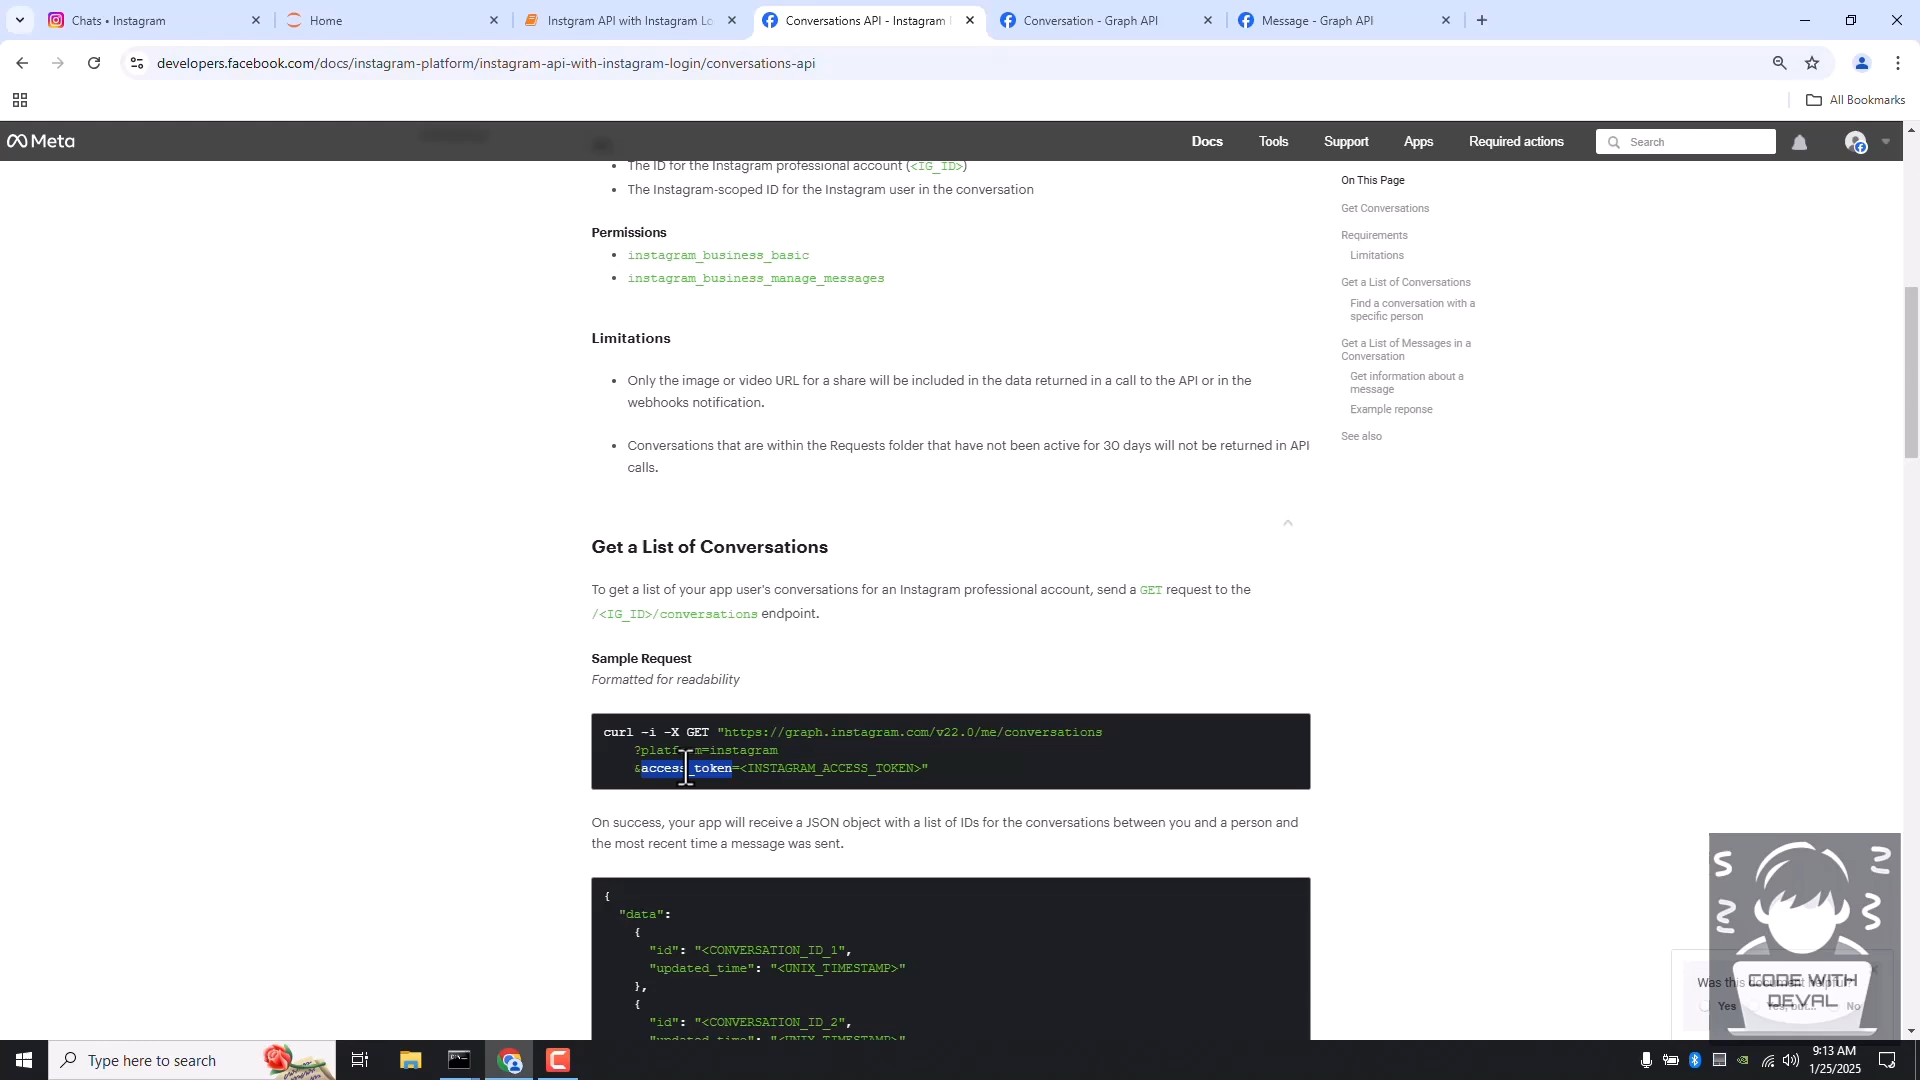 Chats • Instagram
Home
Instgram API with Instagram Lo
Conversations API - Instagram
Conversation - Graph API
Message - Graph API
developers.facebook.com/docs/instagram-platform/instagram-api-with-instagram-login/conversations-api
All Bookmarks
Meta
Docs
Tools
Support
Apps
Required actions
Search
The ID for the Instagram professional account (<IG_ID>)
The Instagram-scoped ID for the Instagram user in the conversation
Permissions
instagram_business_basic
instagram_business_manage_messages
Limitations
Only the image or video URL for a share will be included in the data returned in a call to the API or in the
webhooks notification.
Conversations that are within the Requests folder that have not been active for 30 days will not be returned in API
calls.
Get a List of Conversations
To get a list of your app user's conversations for an Instagram professional account, send a GET request to the
/<IG_ID>/conversations endpoint.
Sample Request
Formatted for readability
curl -i -X GET "https://graph.instagram.com/v22.0/me/conversations
?platform=instagram
&access_token=<INSTAGRAM_ACCESS_TOKEN>"
On success, your app will receive a JSON object with a list of IDs for the conversations between you and a person and
the most recent time a message was sent.
{
"data":
{
"id": "<CONVERSATION_ID_1",
"updated_time": "<UNIX_TIMESTAMP>"
},
{
"id": "<CONVERSATION_ID_2",
"updated_time": "<UNIX_TIMESTAMP>"
On This Page
Get Conversations
Requirements
Limitations
Get a List of Conversations
Find a conversation with a
specific person
Get a List of Messages in a
Conversation
Get information about a
message
Example reponse
See also
Was this document helpful?
Yes
Yes, but...
No
CODE WITH
DEVAL
Type here to search
9:13 AM
1/25/2025